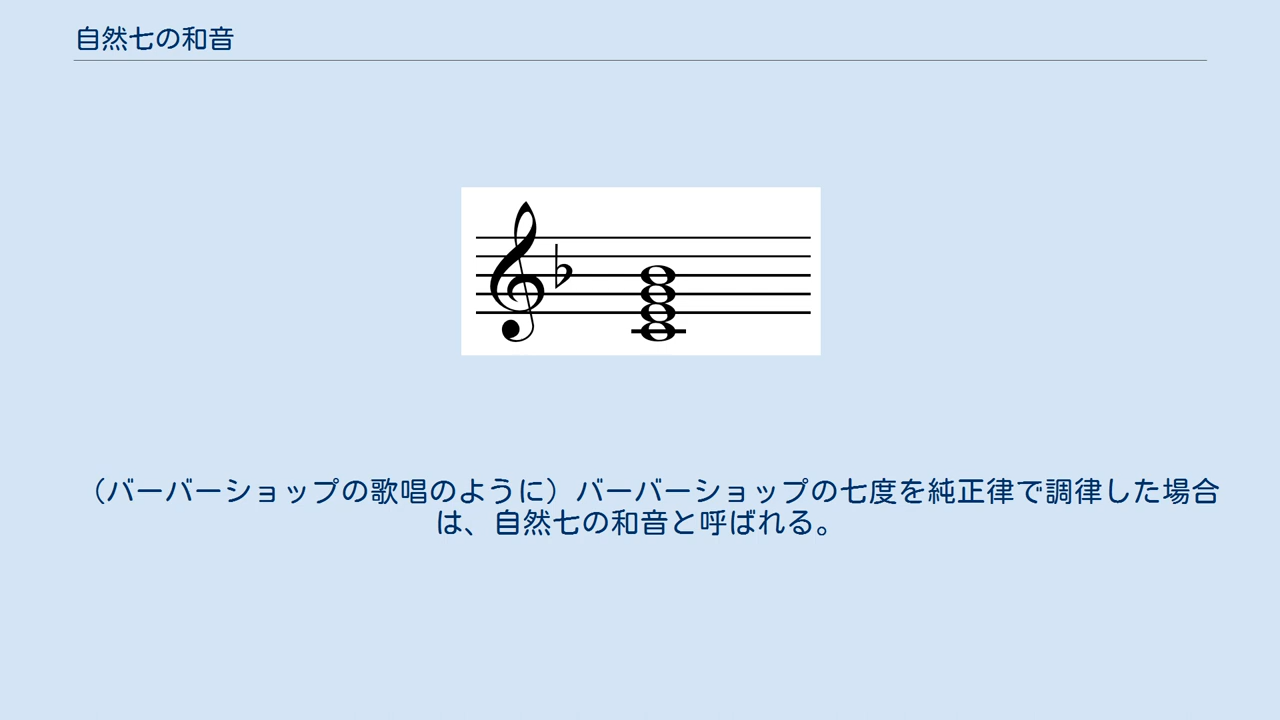 自然七の和音
（バーバーショップの歌唱のように）バーバーショップの七度を純正律で調律した場合
は、自然七の和音と呼ばれる。